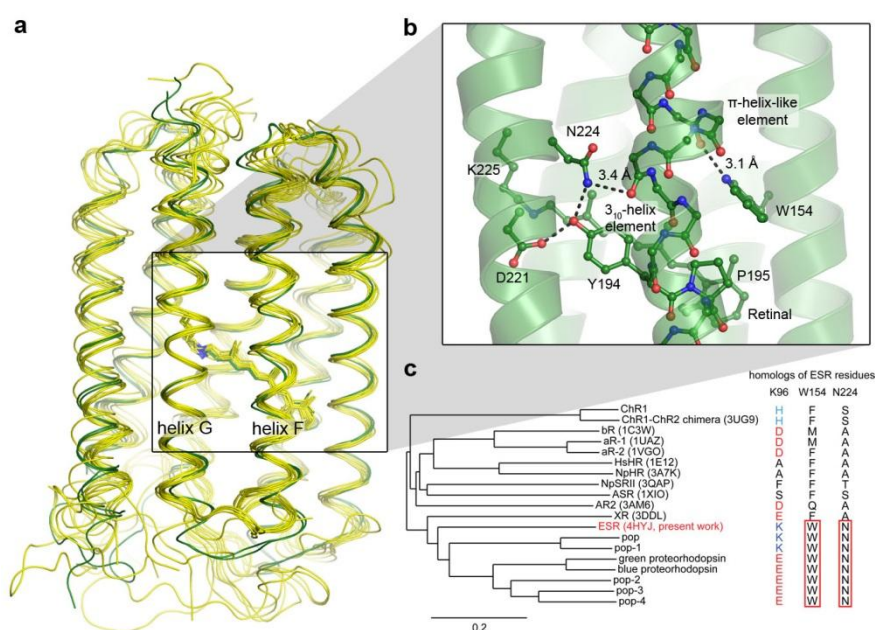 a
helix G
helix F
b
π-helix-like
element
N224
K225
3.4 Å
3.1 Å
3₁₀-helix
element
W154
D221
Y194
P195
Retinal
c
homologs of ESR residues
K96 W154 N224
ChR1 H F S
ChR1-ChR2 chimera (3UG9) H F S
bR (1C3W) D M A
aR-1 (1UAZ) D M A
aR-2 (1VGO) D F A
HsHR (1E12) A F A
NpHR (3A7K) A F A
NpSRII (3QAP) F F T
ASR (1XIO) S F S
AR2 (3AM6) D Q A
XR (3DDL) E F A
ESR (4HYJ, present work) K W N
pop K W N
pop-1 K W N
green proteorhodopsin E W N
blue proteorhodopsin E W N
pop-2 E W N
pop-3 E W N
pop-4 E W N
0.2